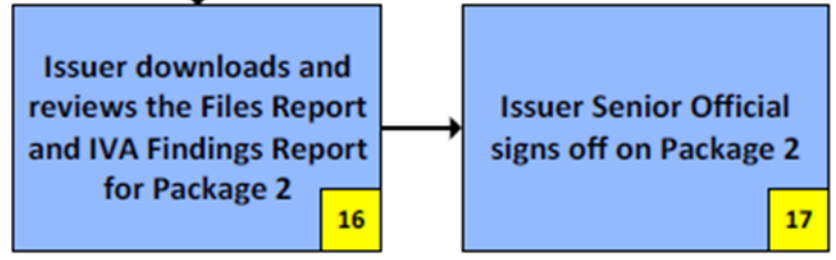 Issuer downloads and
reviews the Files Report
and IVA Findings Report
for Package 2
16
Issuer Senior Official
signs off on Package 2
17